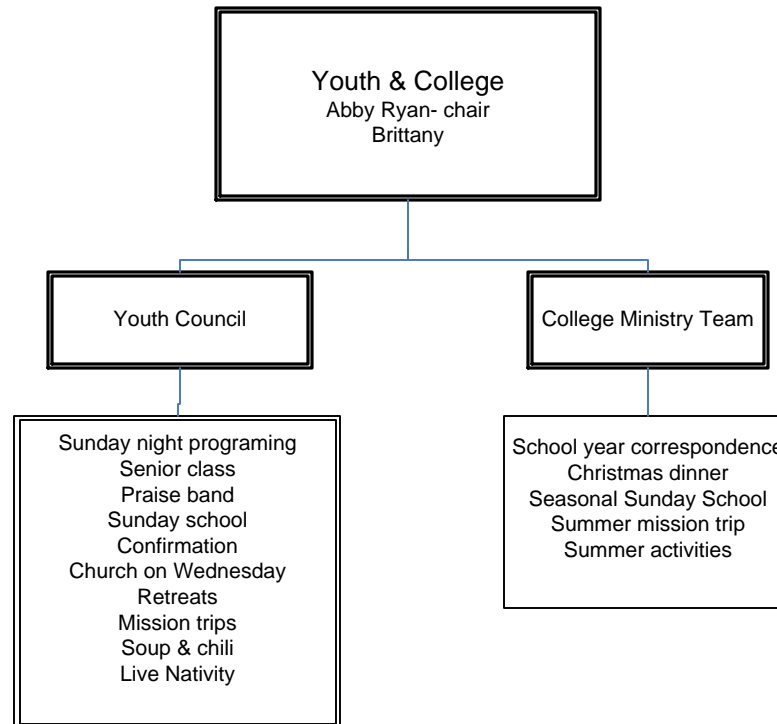 Youth & College
Abby Ryan- chair
Brittany
Youth Council
College Ministry Team
Sunday night programing
Senior class
Praise band
Sunday school
Confirmation
Church on Wednesday
Retreats
Mission trips
Soup & chili
Live Nativity
School year correspondence
Christmas dinner
Seasonal Sunday School
Summer mission trip
Summer activities